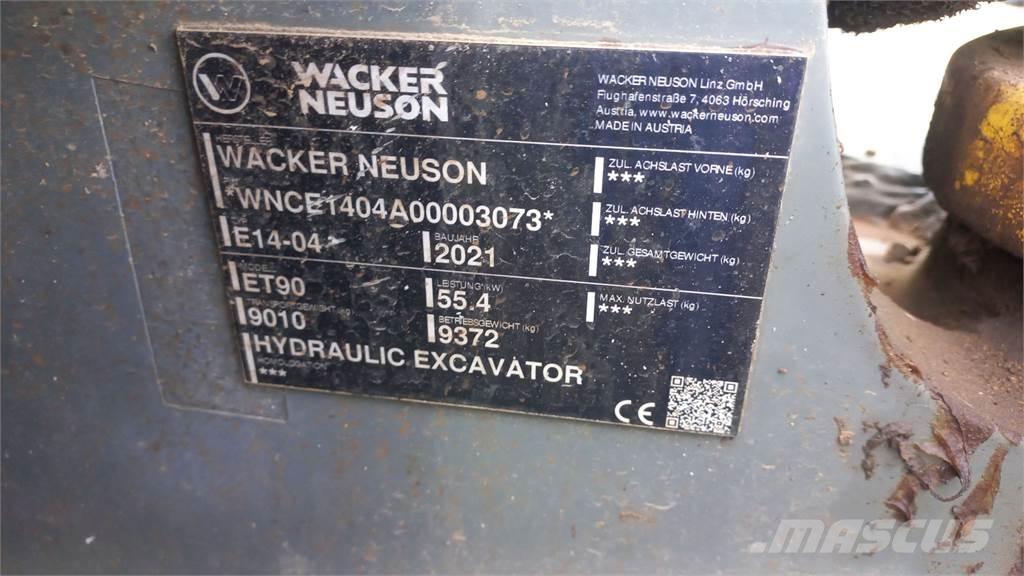 W
WACKER
NEUSON
WACKER NEUSON Linz GmbH
Flughafenstraße 7, 4063 Hörsching
Austria, www.wackerneuson.com
MADE IN AUSTRIA
WACKER NEUSON
*WNCE1404A00003073*
E14-04
BAUJAHR
2021
MODEL
ET90
LEISTUNG (kW)
55.4
9010
BETRIEBSGEWICHT (kg)
9372
HYDRAULIC EXCAVATOR
***
ZUL. ACHSLAST VORNE (kg)
***
ZUL. ACHSLAST HINTEN (kg)
***
ZUL. GESAMTGEWICHT (kg)
***
MAX. NUTZLAST (kg)
***
CE
MASCUS